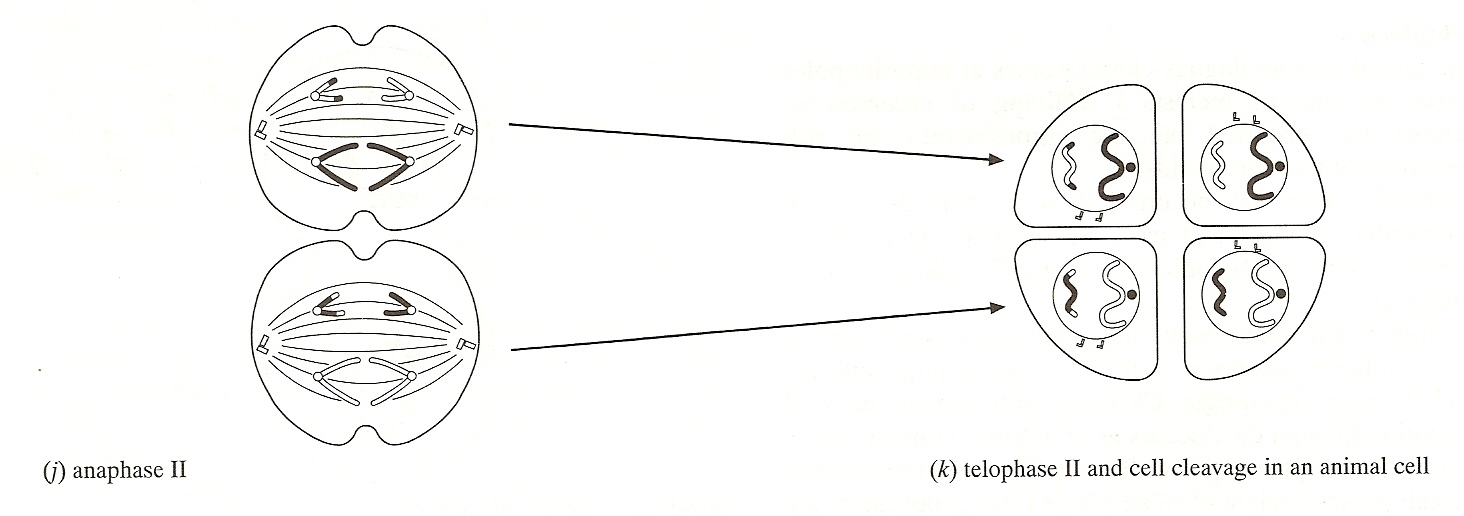 (j) anaphase II
(k) telophase II and cell cleavage in an animal cell